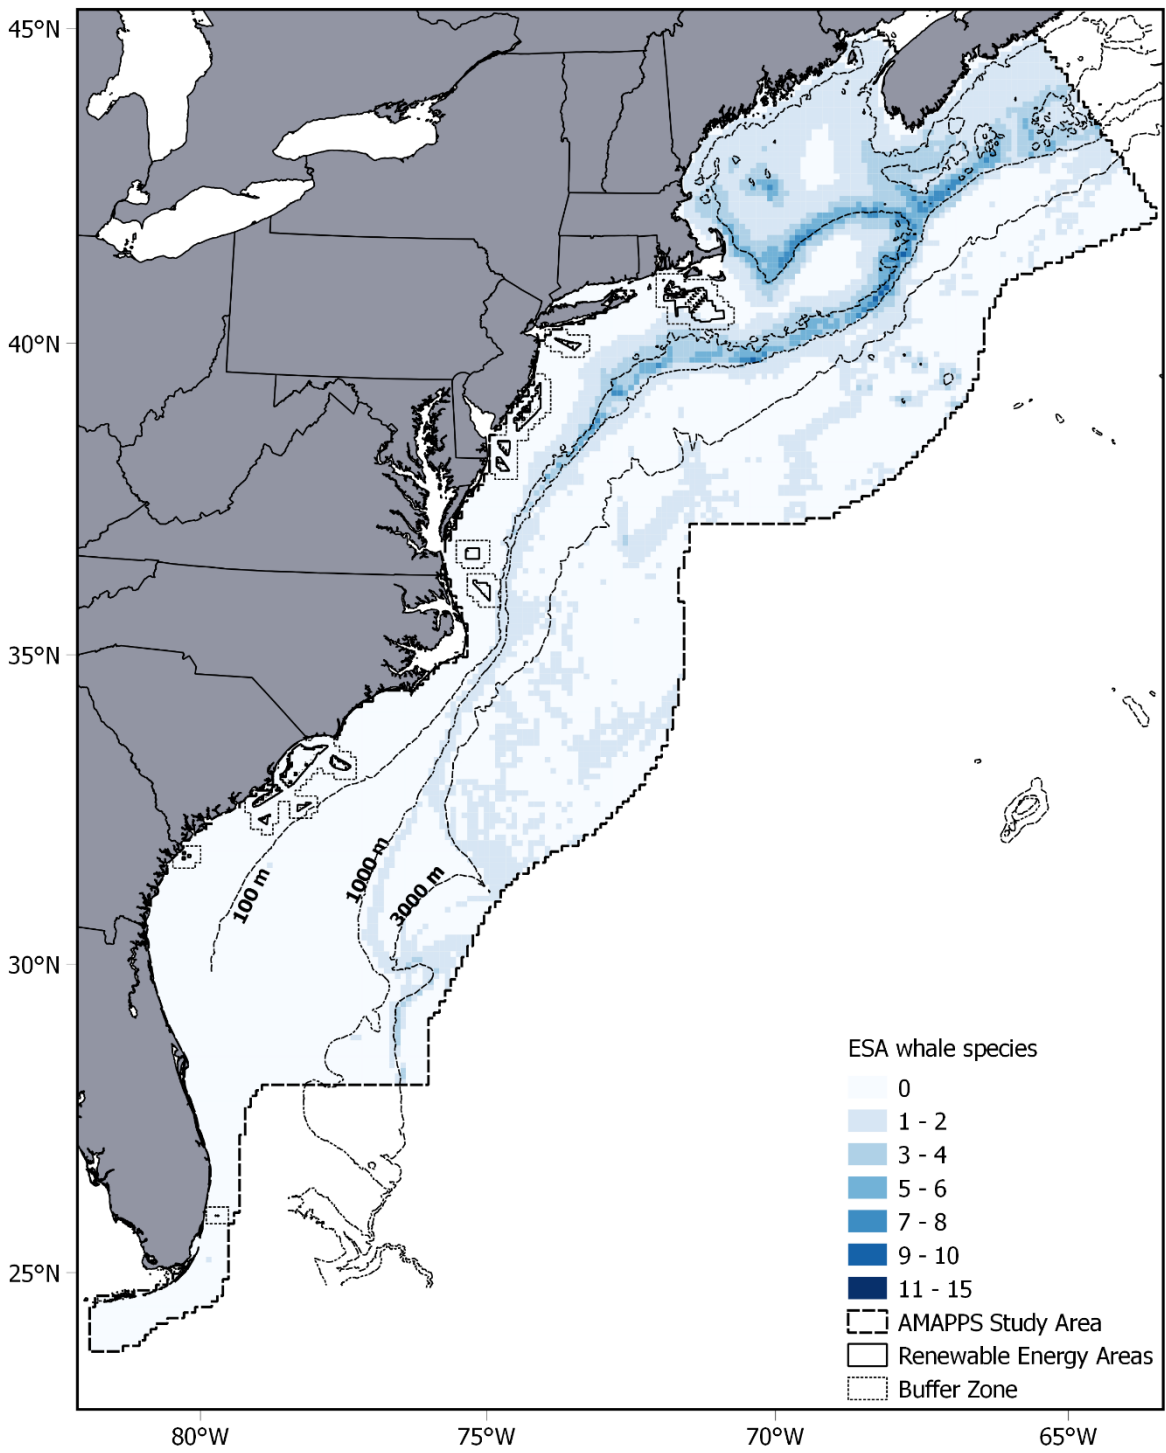 45°N
40°N
35°N
30°N
25°N
100 m
1000 m
3000 m
ESA whale species
0
1 - 2
3 - 4
5 - 6
7 - 8
9 - 10
11 - 15
AMAPPS Study Area
Renewable Energy Areas
Buffer Zone
80°W
75°W
70°W
65°W